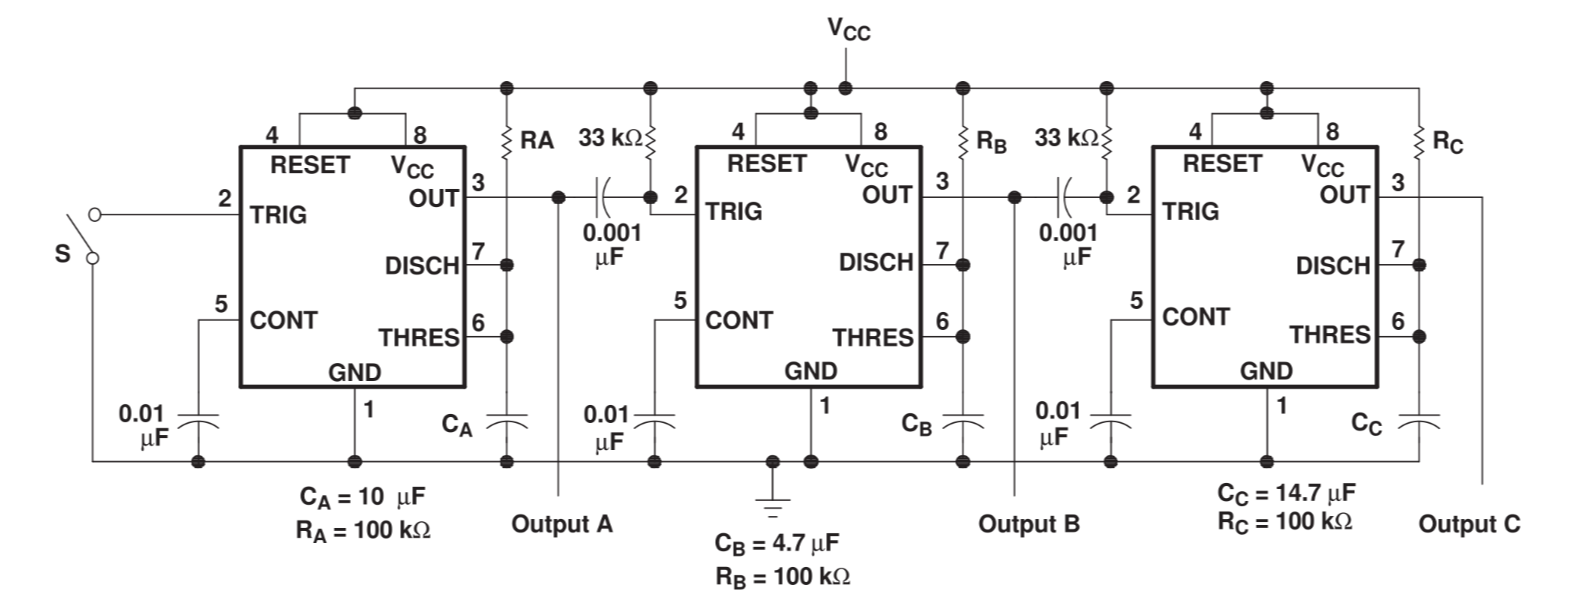 VCC
4
8
RESET
VCC
OUT
3
RA
33 kΩ
2
TRIG
DISCH
7
S
5
CONT
THRES
6
GND
1
0.01
μF
CA
0.001
μF
4
8
RESET
VCC
OUT
3
RB
33 kΩ
2
TRIG
DISCH
7
5
CONT
THRES
6
GND
1
0.01
μF
CB
0.001
μF
4
8
RESET
VCC
OUT
3
RC
2
TRIG
DISCH
7
5
CONT
THRES
6
GND
1
0.01
μF
CC
CA = 10 μF
RA = 100 kΩ
Output A
CB = 4.7 μF
RB = 100 kΩ
Output B
CC = 14.7 μF
RC = 100 kΩ
Output C